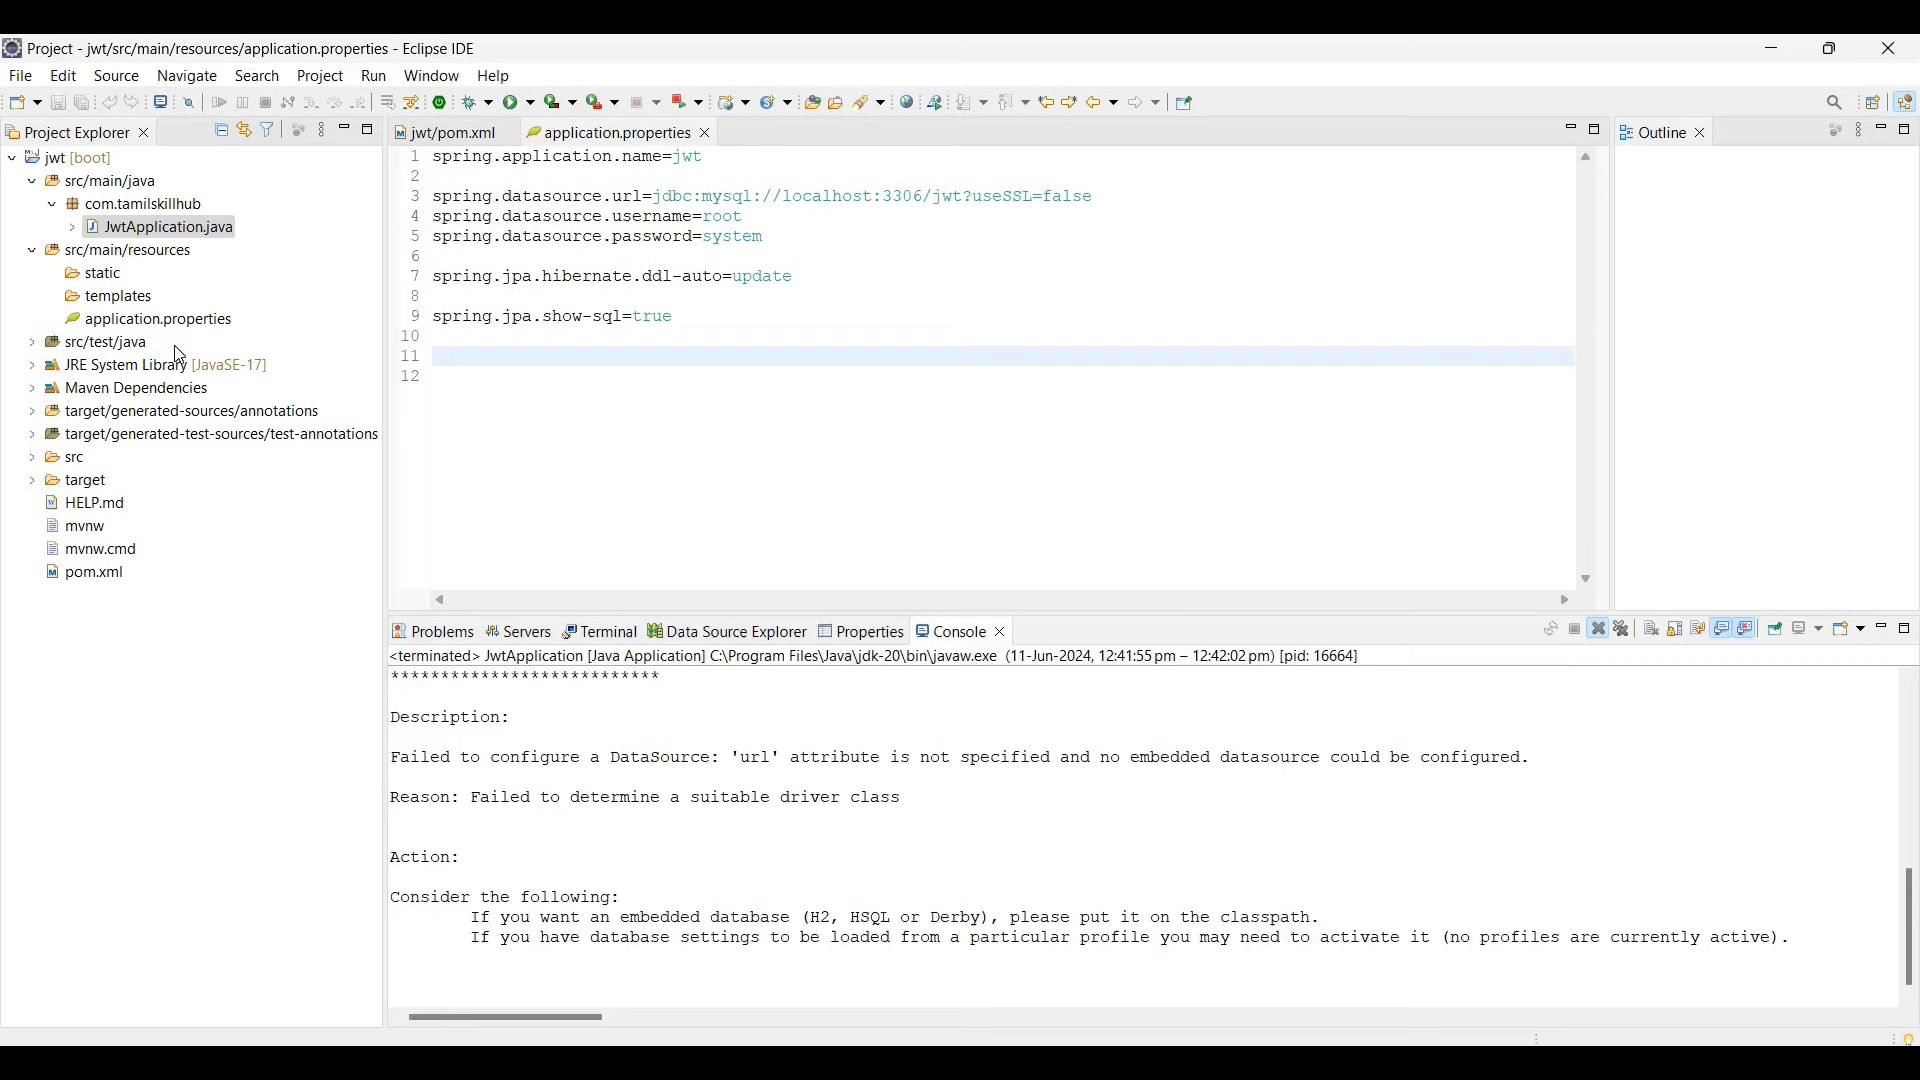 Project - jwt/src/main/resources/application.properties - Eclipse IDE
File Edit Source Navigate Search Project Run Window Help
Project Explorer
jwt/pom.xml
application.properties
Outline
jwt [boot]
src/main/java
com.tamilskillhub
JwtApplication.java
src/main/resources
static
templates
application.properties
src/test/java
JRE System Library [JavaSE-17]
Maven Dependencies
target/generated-sources/annotations
target/generated-test-sources/test-annotations
src
target
HELP.md
mvnw
mvnw.cmd
pom.xml
1 spring.application.name=jwt
2
3 spring.datasource.url=jdbc:mysql://localhost:3306/jwt?useSSL=false
4 spring.datasource.username=root
5 spring.datasource.password=system
6
7 spring.jpa.hibernate.ddl-auto=update
8
9 spring.jpa.show-sql=true
10
11
12
Problems Servers Terminal Data Source Explorer Properties Console
<terminated> JwtApplication [Java Application] C:\Program Files\Java\jdk-20\bin\javaw.exe (11-Jun-2024, 12:41:55 pm – 12:42:02 pm) [pid: 16664]
***************************
Description:
Failed to configure a DataSource: 'url' attribute is not specified and no embedded datasource could be configured.
Reason: Failed to determine a suitable driver class
Action:
Consider the following:
If you want an embedded database (H2, HSQL or Derby), please put it on the classpath.
If you have database settings to be loaded from a particular profile you may need to activate it (no profiles are currently active).